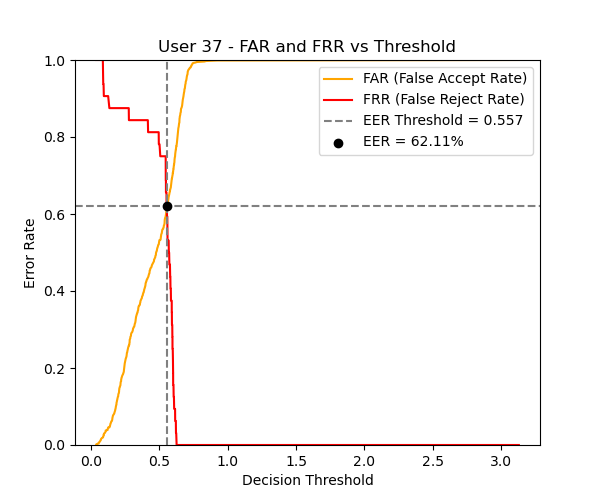 User 37 - FAR and FRR vs Threshold
FAR (False Accept Rate)
FRR (False Reject Rate)
EER Threshold = 0.557
EER = 62.11%
Error Rate
1.0
0.8
0.6
0.4
0.2
0.0
0.0 0.5 1.0 1.5 2.0 2.5 3.0
Decision Threshold